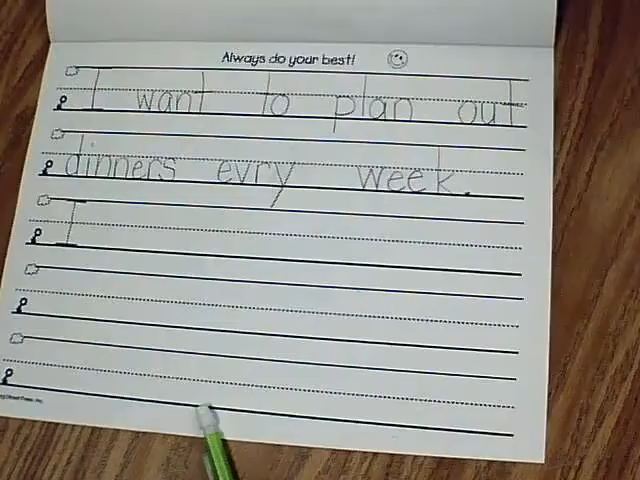 Always do your best!
I want to plan out
dinners evry week.
I